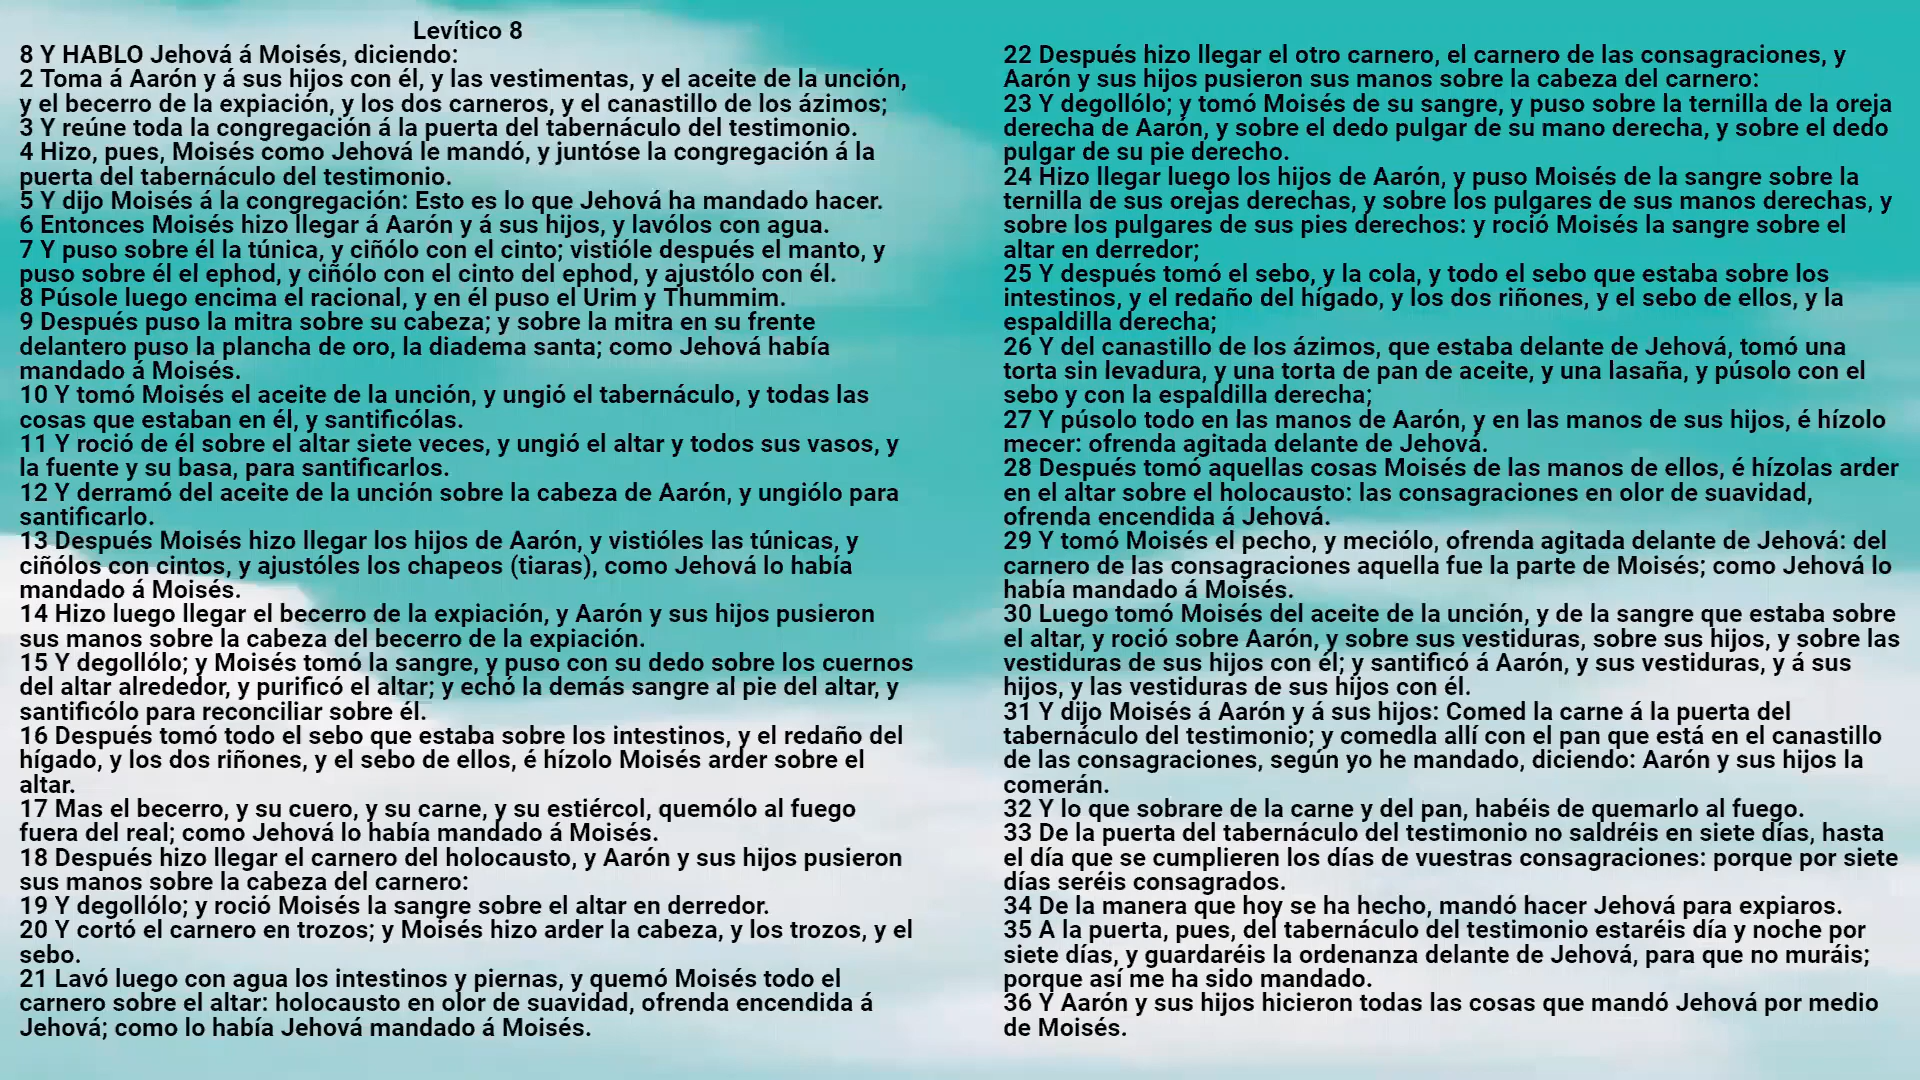 Levítico 8
8 Y HABLO Jehová á Moisés, diciendo:
2 Toma á Aarón y á sus hijos con él, y las vestimentas, y el aceite de la unción,
y el becerro de la expiación, y los dos carneros, y el canastillo de los ázimos;
3 Y reúne toda la congregación á la puerta del tabernáculo del testimonio.
4 Hizo, pues, Moisés como Jehová le mandó, y juntóse la congregación á la
puerta del tabernáculo del testimonio.
5 Y dijo Moisés á la congregación: Esto es lo que Jehová ha mandado hacer.
6 Entonces Moisés hizo llegar á Aarón y á sus hijos, y lavólos con agua.
7 Y puso sobre él la túnica, y ciñólo con el cinto; vistióle después el manto, y
puso sobre él el ephod, y ciñólo con el cinto del ephod, y ajustólo con él.
8 Púsole luego encima el racional, y en él puso el Urim y Thummim.
9 Después puso la mitra sobre su cabeza; y sobre la mitra en su frente
delantero puso la plancha de oro, la diadema santa; como Jehová había
mandado á Moisés.
10 Y tomó Moisés el aceite de la unción, y ungió el tabernáculo, y todas las
cosas que estaban en él, y santificólas.
11 Y roció de él sobre el altar siete veces, y ungió el altar y todos sus vasos, y
la fuente y su basa, para santificarlos.
12 Y derramó del aceite de la unción sobre la cabeza de Aarón, y ungiólo para
santificarlo.
13 Después Moisés hizo llegar los hijos de Aarón, y vistióles las túnicas, y
ciñólos con cintos, y ajustóles los chapeos (tiaras), como Jehová lo había
mandado á Moisés.
14 Hizo luego llegar el becerro de la expiación, y Aarón y sus hijos pusieron
sus manos sobre la cabeza del becerro de la expiación.
15 Y degollólo; y Moisés tomó la sangre, y puso con su dedo sobre los cuernos
del altar alrededor, y purificó el altar; y echó la demás sangre al pie del altar, y
santificólo para reconciliar sobre él.
16 Después tomó todo el sebo que estaba sobre los intestinos, y el redaño del
hígado, y los dos riñones, y el sebo de ellos, é hízolo Moisés arder sobre el
altar.
17 Mas el becerro, y su cuero, y su carne, y su estiércol, quemólo al fuego
fuera del real; como Jehová lo había mandado á Moisés.
18 Después hizo llegar el carnero del holocausto, y Aarón y sus hijos pusieron
sus manos sobre la cabeza del carnero:
19 Y degollólo; y roció Moisés la sangre sobre el altar en derredor.
20 Y cortó el carnero en trozos; y Moisés hizo arder la cabeza, y los trozos, y el
sebo.
21 Lavó luego con agua los intestinos y piernas, y quemó Moisés todo el
carnero sobre el altar: holocausto en olor de suavidad, ofrenda encendida á
Jehová; como lo había Jehová mandado á Moisés.
22 Después hizo llegar el otro carnero, el carnero de las consagraciones, y
Aarón y sus hijos pusieron sus manos sobre la cabeza del carnero:
23 Y degollólo; y tomó Moisés de su sangre, y puso sobre la ternilla de la oreja
derecha de Aarón, y sobre el dedo pulgar de su mano derecha, y sobre el dedo
pulgar de su pie derecho.
24 Hizo llegar luego los hijos de Aarón, y puso Moisés de la sangre sobre la
ternilla de sus orejas derechas, y sobre los pulgares de sus manos derechas, y
sobre los pulgares de sus pies derechos: y roció Moisés la sangre sobre el
altar en derredor;
25 Y después tomó el sebo, y la cola, y todo el sebo que estaba sobre los
intestinos, y el redaño del hígado, y los dos riñones, y el sebo de ellos, y la
espaldilla derecha;
26 Y del canastillo de los ázimos, que estaba delante de Jehová, tomó una
torta sin levadura, y una torta de pan de aceite, y una lasaña, y púsolo con el
sebo y con la espaldilla derecha;
27 Y púsolo todo en las manos de Aarón, y en las manos de sus hijos, é hízolo
mecer: ofrenda agitada delante de Jehová.
28 Después tomó aquellas cosas Moisés de las manos de ellos, é hízolas arder
en el altar sobre el holocausto: las consagraciones en olor de suavidad,
ofrenda encendida á Jehová.
29 Y tomó Moisés el pecho, y meciólo, ofrenda agitada delante de Jehová: del
carnero de las consagraciones aquella fue la parte de Moisés; como Jehová lo
había mandado á Moisés.
30 Luego tomó Moisés del aceite de la unción, y de la sangre que estaba sobre
el altar, y roció sobre Aarón, y sobre sus vestiduras, sobre sus hijos, y sobre las
vestiduras de sus hijos con él; y santificó á Aarón, y sus vestiduras, y á sus
hijos, y las vestiduras de sus hijos con él.
31 Y dijo Moisés á Aarón y á sus hijos: Comed la carne á la puerta del
tabernáculo del testimonio; y comedla allí con el pan que está en el canastillo
de las consagraciones, según yo he mandado, diciendo: Aarón y sus hijos la
comerán.
32 Y lo que sobrare de la carne y del pan, habéis de quemarlo al fuego.
33 De la puerta del tabernáculo del testimonio no saldréis en siete días, hasta
el día que se cumplieren los días de vuestras consagraciones: porque por siete
días seréis consagrados.
34 De la manera que hoy se ha hecho, mandó hacer Jehová para expiaros.
35 A la puerta, pues, del tabernáculo del testimonio estaréis día y noche por
siete días, y guardaréis la ordenanza delante de Jehová, para que no muráis;
porque así me ha sido mandado.
36 Y Aarón y sus hijos hicieron todas las cosas que mandó Jehová por medio
de Moisés.